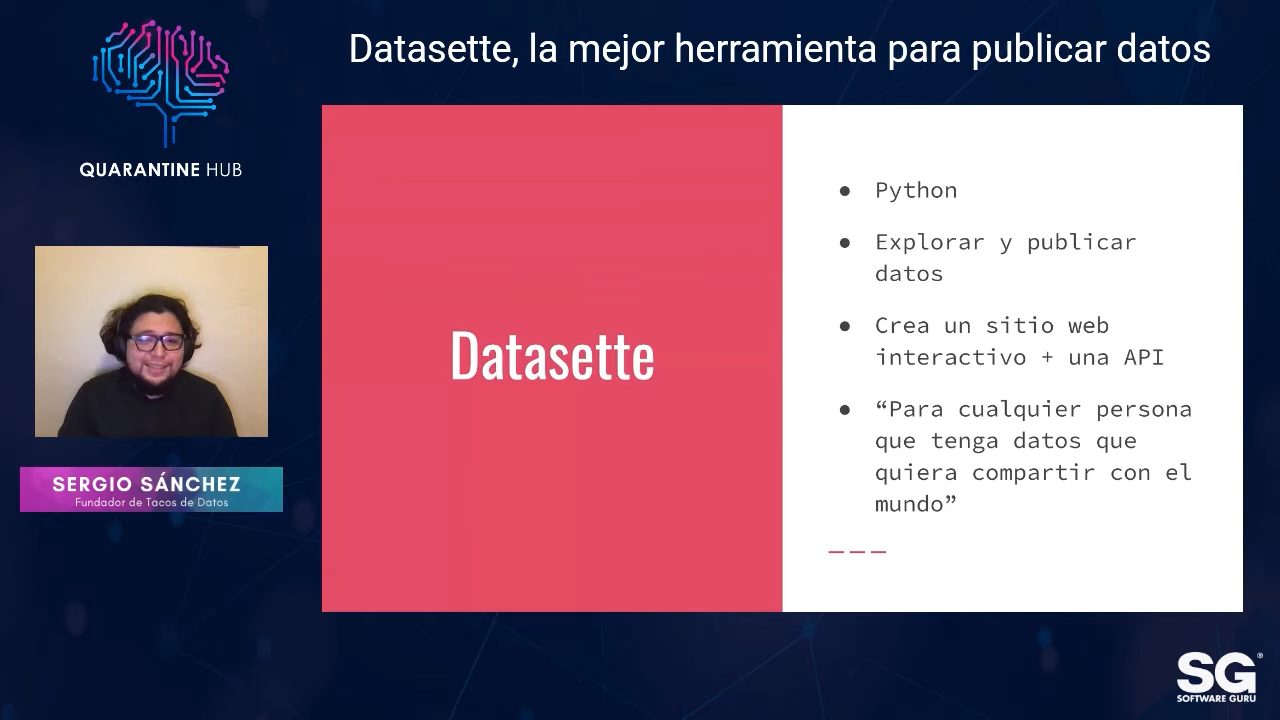 Datasette, la mejor herramienta para publicar datos
QUARANTINE HUB
SERGIO SÁNCHEZ
Fundador de Tacos de Datos
Datasette
● Python
● Explorar y publicar
datos
● Crea un sitio web
interactivo + una API
● “Para cualquier persona
que tenga datos que
quiera compartir con el
mundo”
SG®
SOFTWARE GURU